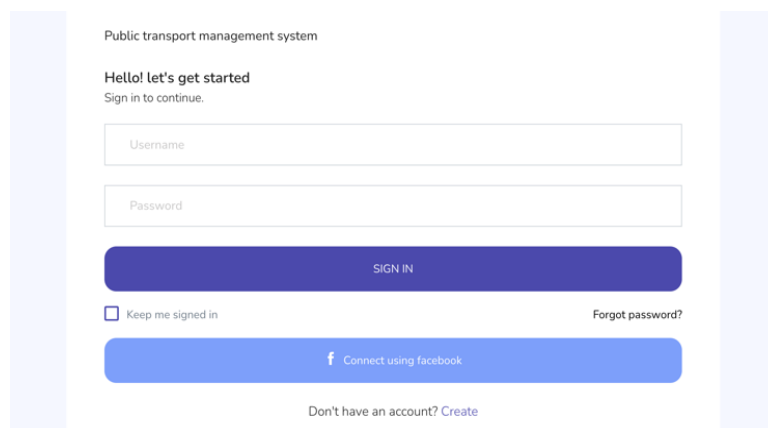 Public transport management system
Hello! let's get started
Sign in to continue.
Username
Password
SIGN IN
Keep me signed in
Forgot password?
Connect using facebook
Don't have an account? Create